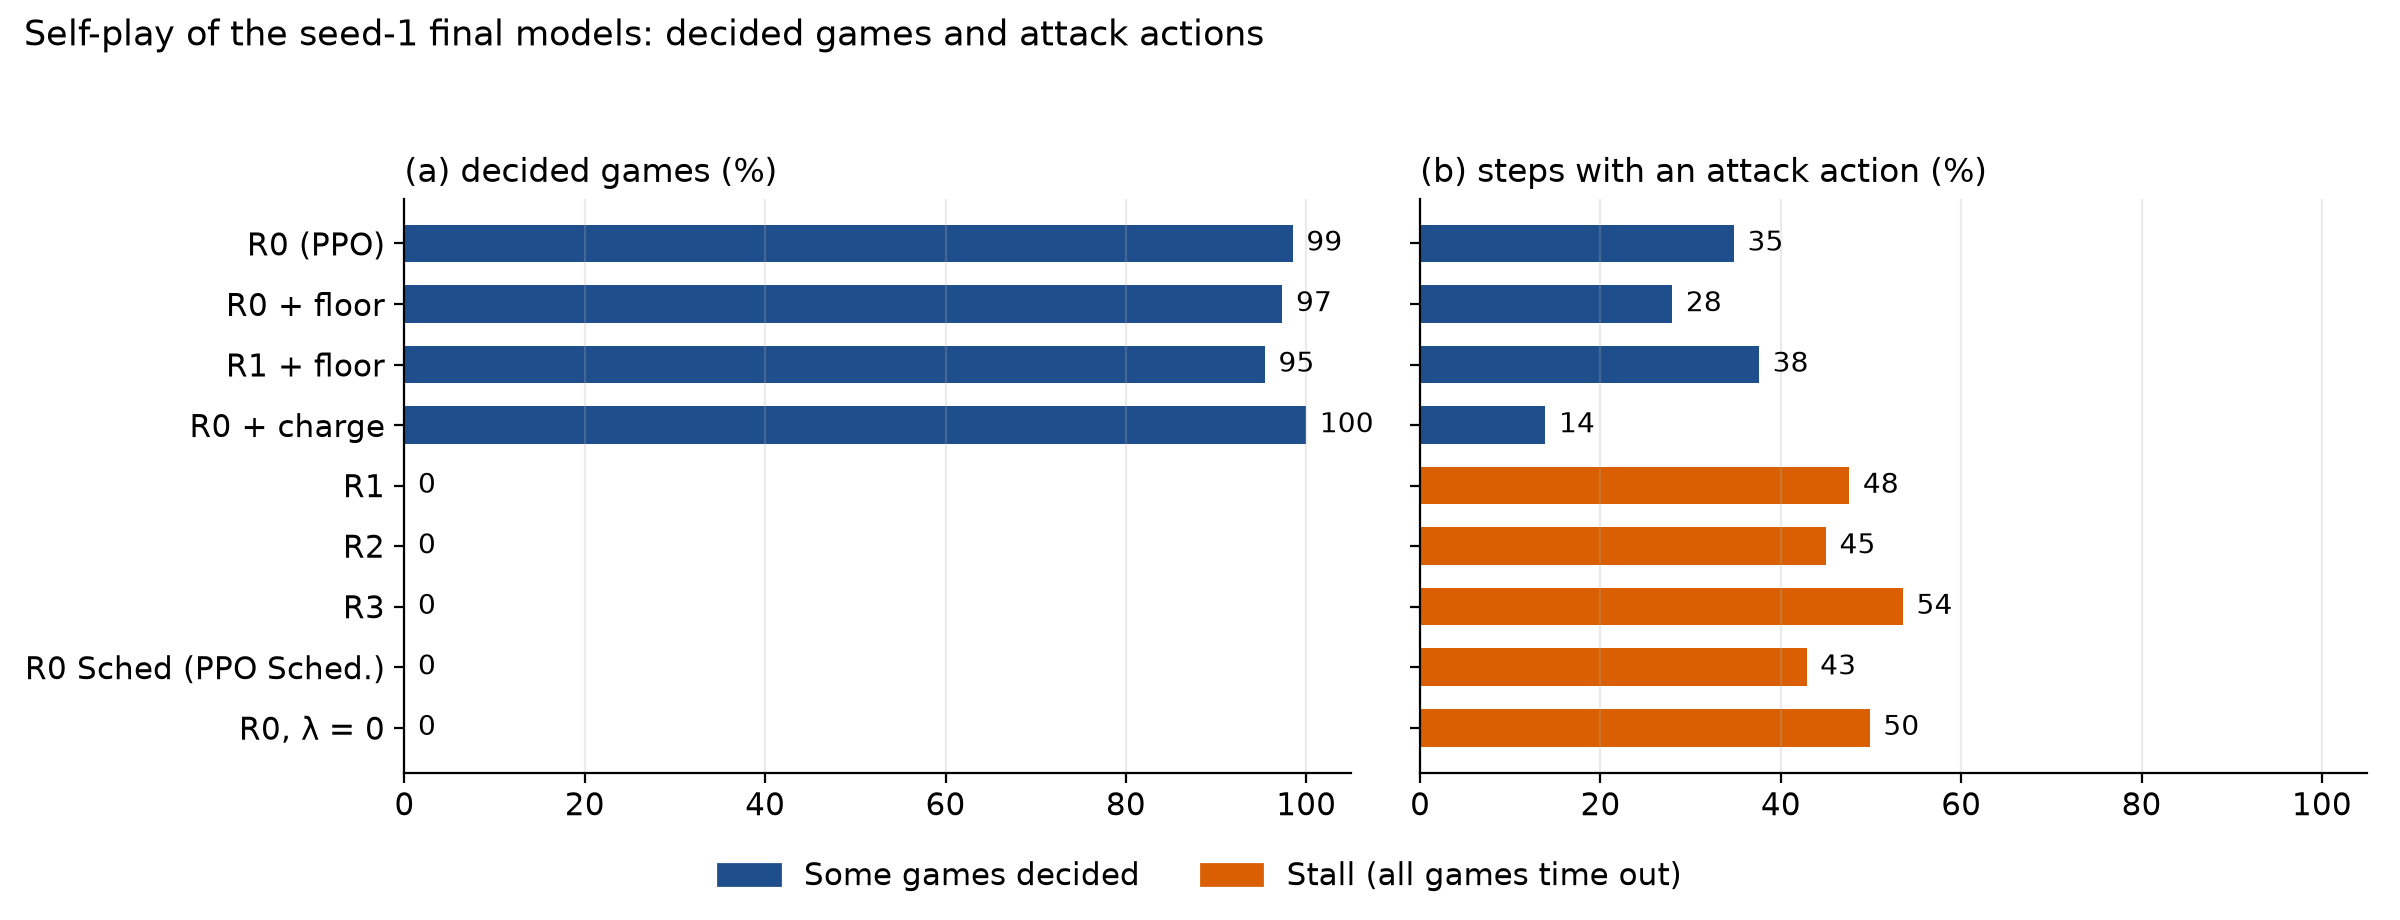 Self-play of the seed-1 final models: decided games and attack actions
(a) decided games (%)
R0 (PPO) 99
R0 + floor 97
R1 + floor 95
R0 + charge 100
R1 0
R2 0
R3 0
R0 Sched (PPO Sched.) 0
R0, λ = 0 0
0 20 40 60 80 100
(b) steps with an attack action (%)
35
28
38
14
48
45
54
43
50
0 20 40 60 80 100
Some games decided
Stall (all games time out)